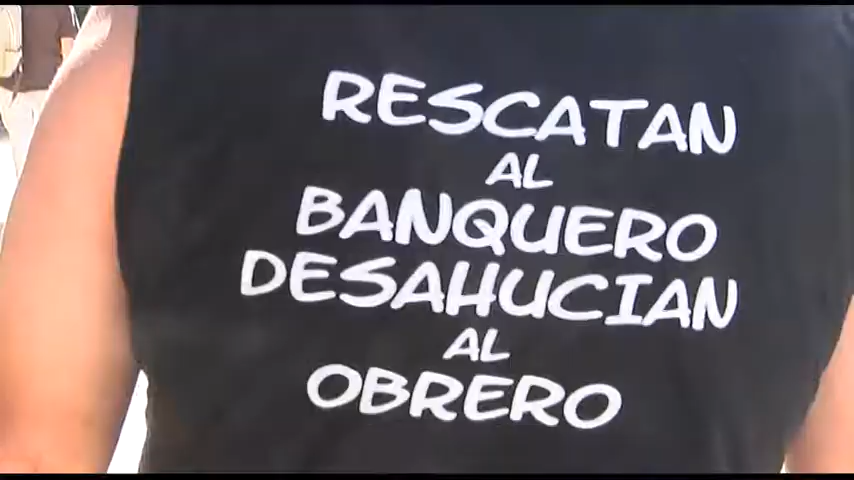 RESCATAN
AL
BANQUERO
DESAHUCIAN
AL
OBRERO